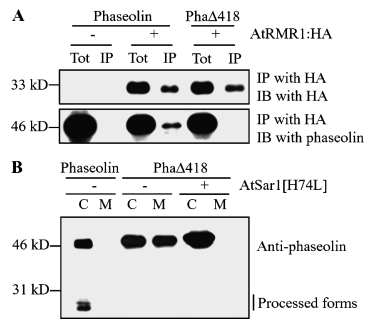 A
Phaseolin PhaΔ418
- + + AtRMR1:HA
Tot IP Tot IP Tot IP
33 kD IP with HA
IB with HA
46 kD IP with HA
IB with phaseolin
B
Phaseolin PhaΔ418
- - + AtSar1[H74L]
C M C M C M
46 kD Anti-phaseolin
31 kD
Processed forms